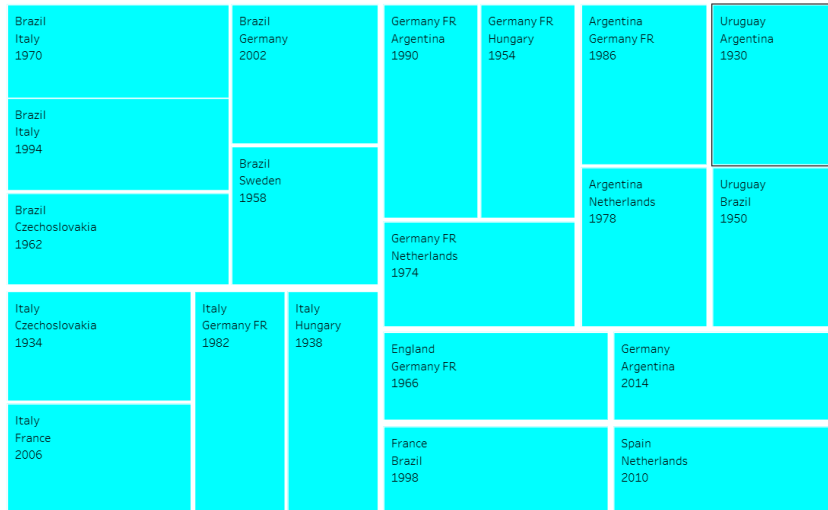 Brazil
Italy
1970
Brazil
Italy
1994
Brazil
Czechoslovakia
1962
Brazil
Germany
2002
Brazil
Sweden
1958
Italy
Czechoslovakia
1934
Italy
France
2006
Italy
Germany FR
1982
Italy
Hungary
1938
Germany FR
Argentina
1990
Germany FR
Hungary
1954
Germany FR
Netherlands
1974
Argentina
Germany FR
1986
Argentina
Netherlands
1978
Uruguay
Argentina
1930
Uruguay
Brazil
1950
England
Germany FR
1966
Germany
Argentina
2014
France
Brazil
1998
Spain
Netherlands
2010